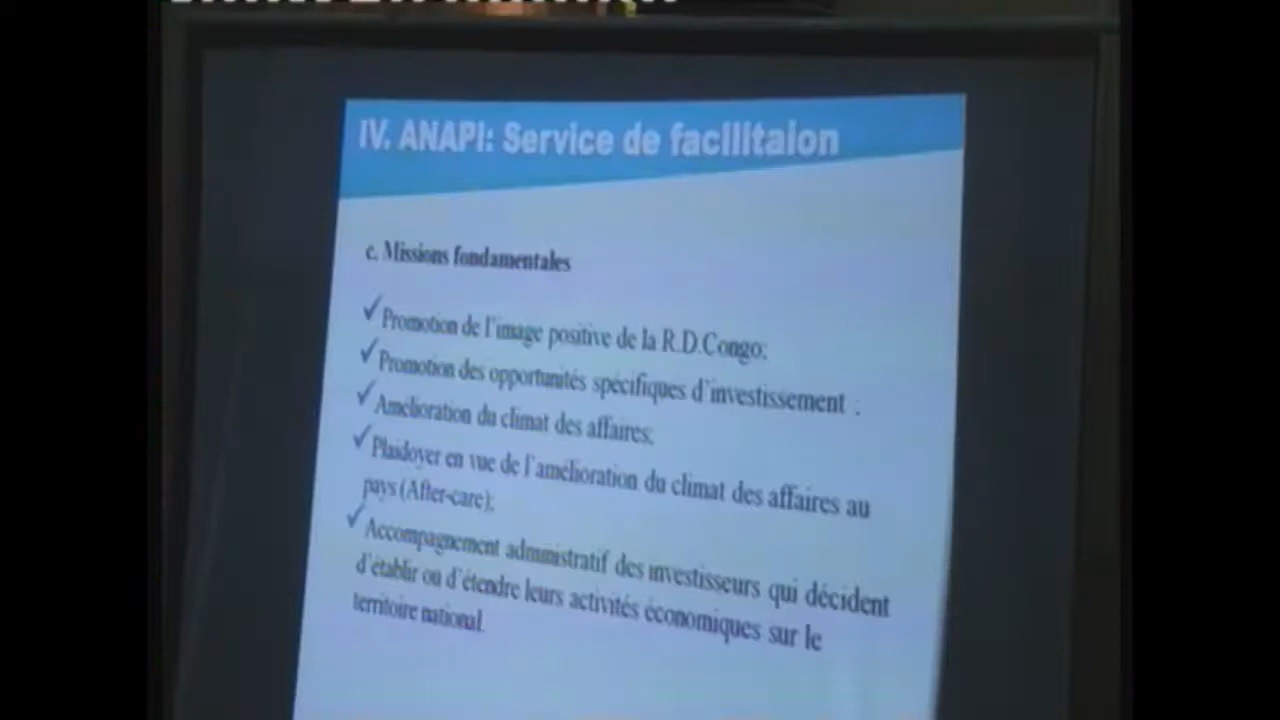 IV. ANAPI: Service de facilitaion
c. Missions fondamentales
✓ Promotion de l'image positive de la R.D.Congo;
✓ Promotion des opportunités spécifiques d'investissement ;
✓ Amélioration du climat des affaires;
✓ Plaidoyer en vue de l'amélioration du climat des affaires au
pays (After-care);
✓ Accompagnement administratif des investisseurs qui décident
d'établir ou d'étendre leurs activités économiques sur le
territoire national.